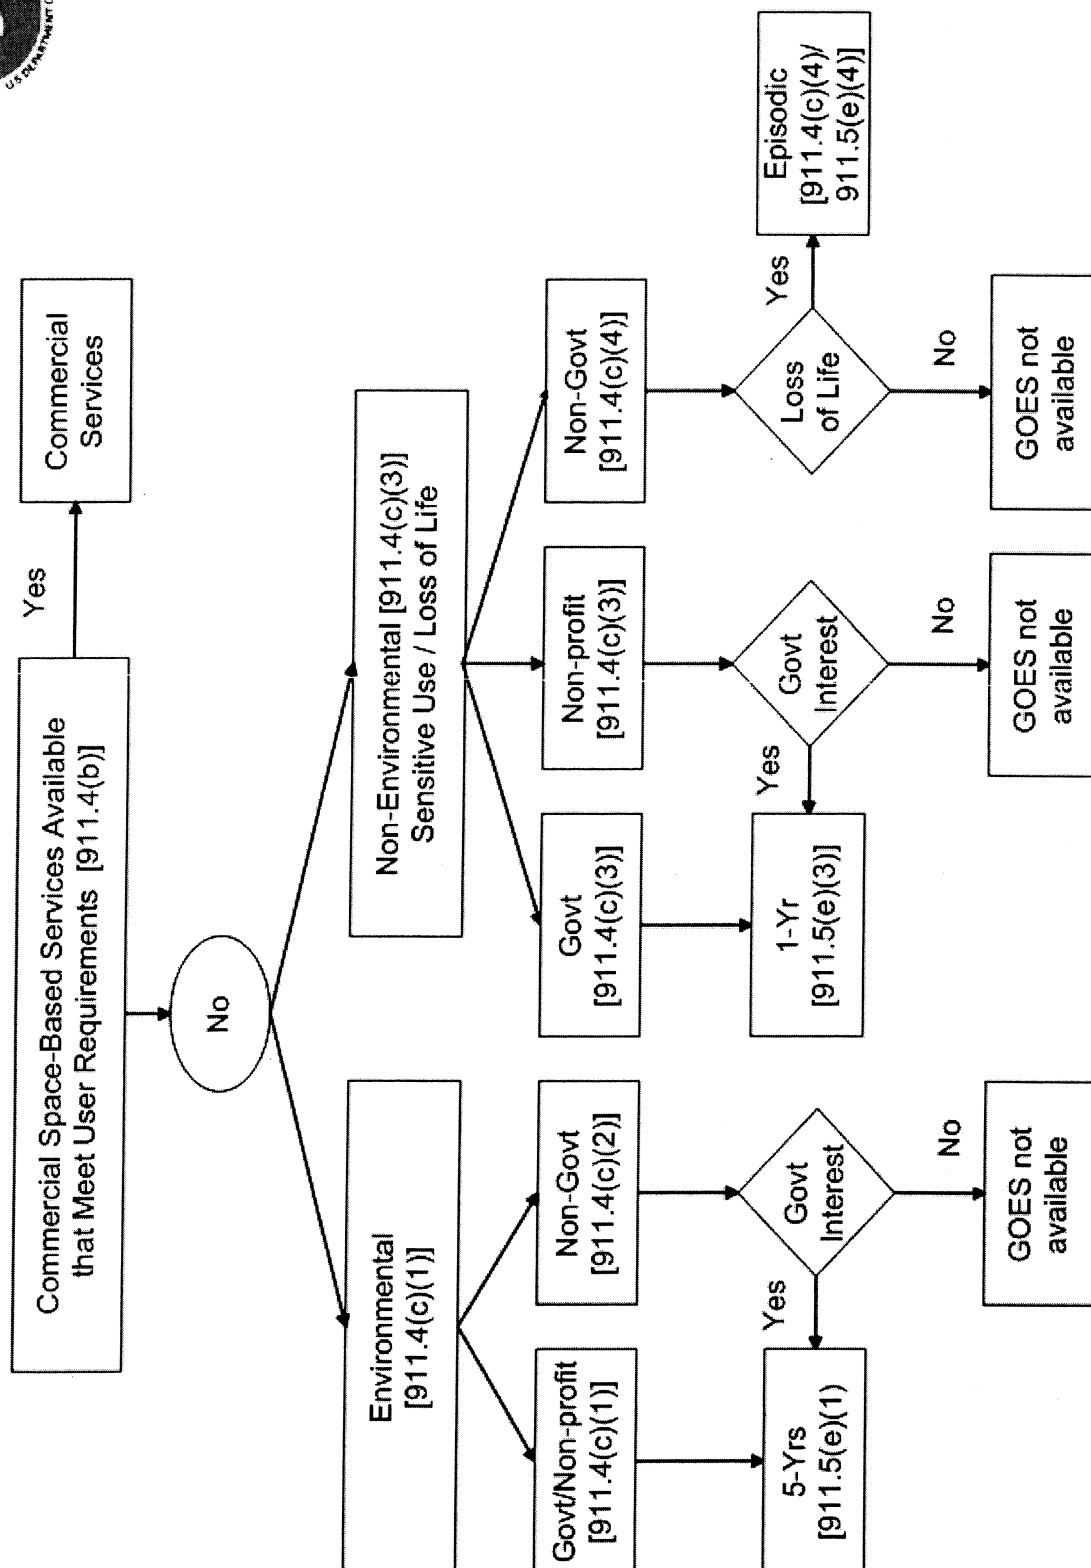 U S DEPARTMENT O
Commercial Space-Based Services Available
that Meet User Requirements [911.4(b)]
Yes
Commercial
Services
No
Environmental
[911.4(c)(1)]
Non-Environmental [911.4(c)(3)]
Sensitive Use / Loss of Life
Govt/Non-profit
[911.4(c)(1)]
Non-Govt
[911.4(c)(2)]
Govt
[911.4(c)(3)]
Non-profit
[911.4(c)(3)]
Non-Govt
[911.4(c)(4)]
5-Yrs
[911.5(e)(1)
Yes
Govt
Interest
1-Yr
[911.5(e)(3)]
Yes
Govt
Interest
Loss
of Life
Yes
Episodic
[911.4(c)(4)/
911.5(e)(4)]
No
No
No
GOES not
available
GOES not
available
GOES not
available